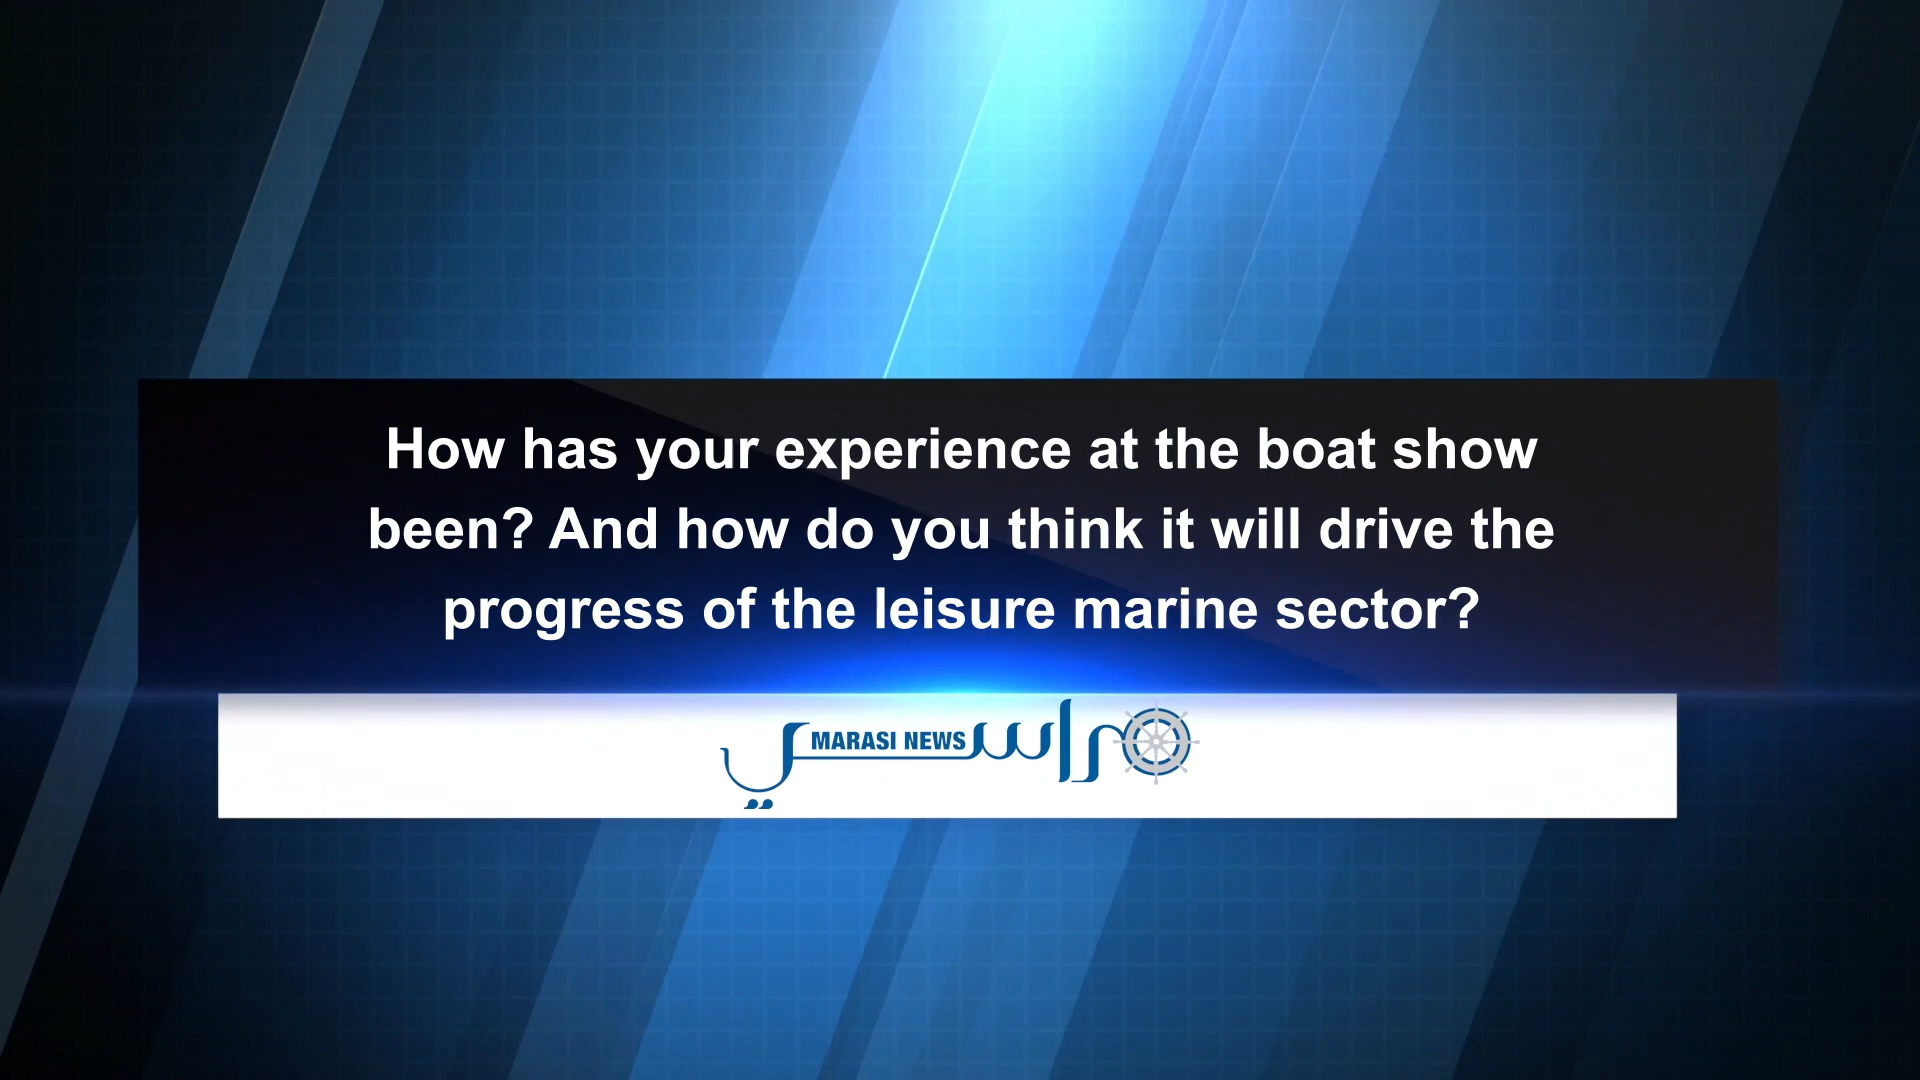 How has your experience at the boat show
been? And how do you think it will drive the
progress of the leisure marine sector?
مراسي
MARASI NEWS